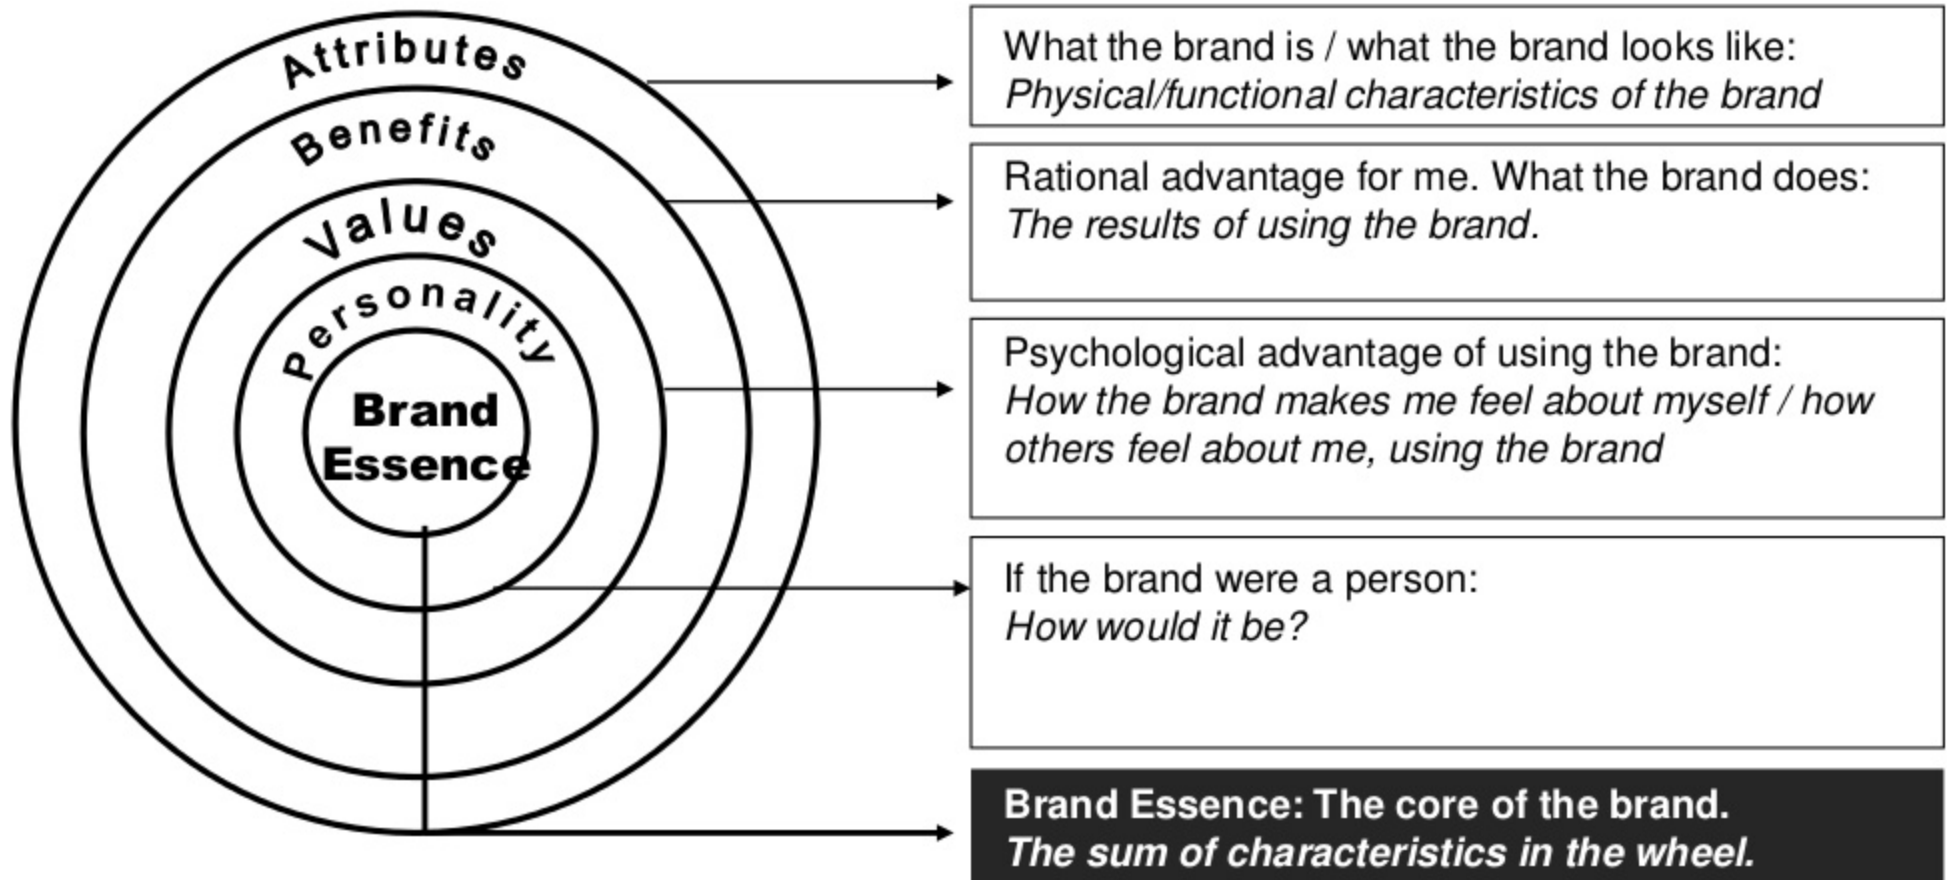 Attributes
Benefits
Values
Personality
Brand
Essence
What the brand is / what the brand looks like:
Physical/functional characteristics of the brand
Rational advantage for me. What the brand does:
The results of using the brand.
Psychological advantage of using the brand:
How the brand makes me feel about myself / how
others feel about me, using the brand
If the brand were a person:
How would it be?
Brand Essence: The core of the brand.
The sum of characteristics in the wheel.